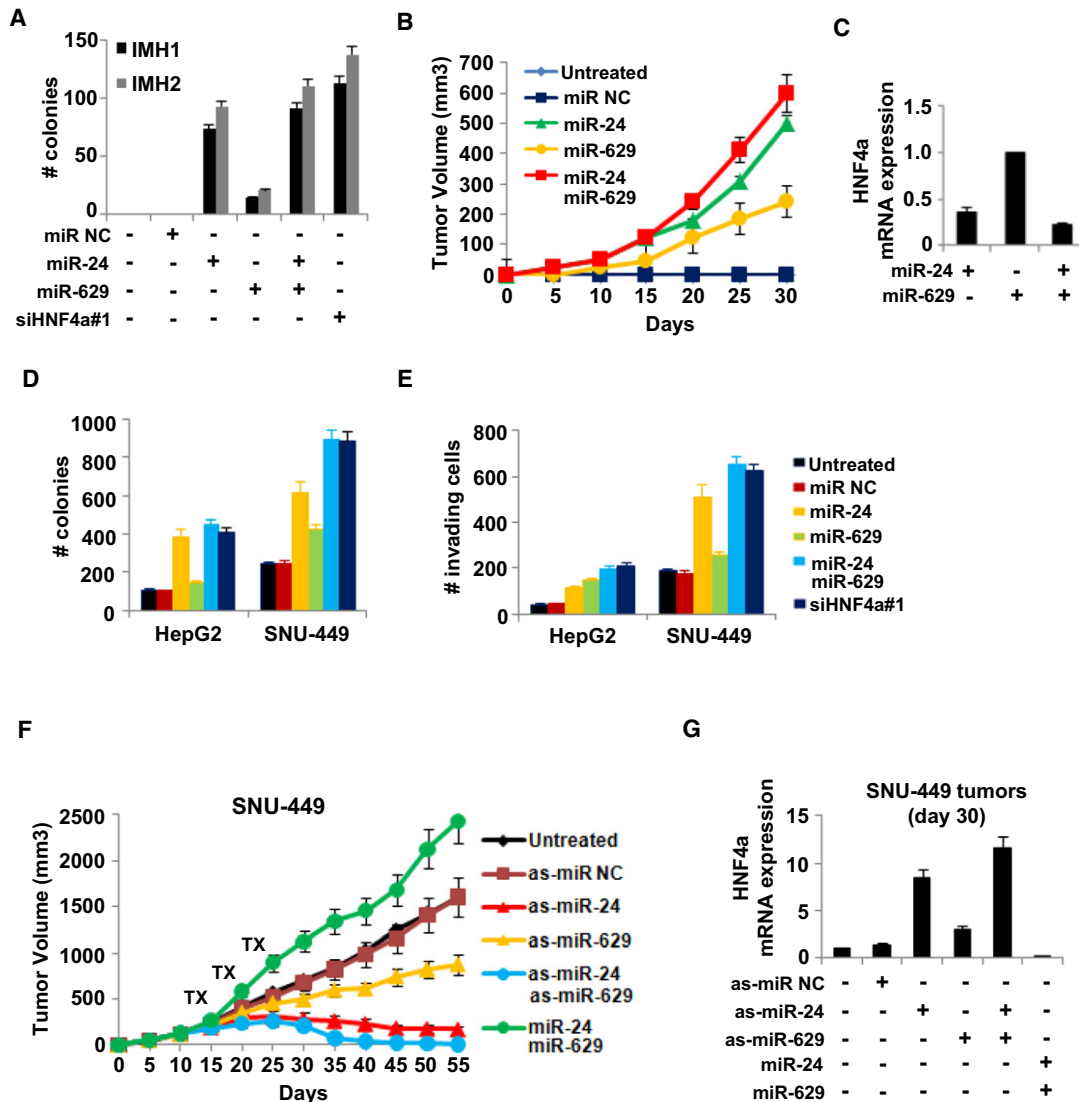 A
150
100
50
0
# colonies
IMH1
IMH2
miR NC - + - - - -
miR-24 - - + - + -
miR-629 - - - + + -
siHNF4a#1 - - - - - +
B
700
600
500
400
300
200
100
0
Tumor Volume (mm3)
Untreated
miR NC
miR-24
miR-629
miR-24
miR-629
0 5 10 15 20 25 30
Days
C
HNF4a
mRNA expression
1.5
1.0
0.5
0
miR-24 + - +
miR-629 - + +
D
# colonies
1000
800
600
400
200
0
HepG2 SNU-449
E
# invading cells
800
600
400
200
0
HepG2 SNU-449
Untreated
miR NC
miR-24
miR-629
miR-24
miR-629
siHNF4a#1
F
SNU-449
Tumor Volume (mm3)
2500
2000
1500
1000
500
0
TX TX TX
0 5 10 15 20 25 30 35 40 45 50 55
Days
Untreated
as-miR NC
as-miR-24
as-miR-629
as-miR-24
as-miR-629
miR-24
miR-629
G
SNU-449 tumors
(day 30)
HNF4a
mRNA expression
15
10
5
0
as-miR NC - + - - - -
as-miR-24 - - + - + -
as-miR-629 - - - + + -
miR-24 - - - - - +
miR-629 - - - - - +